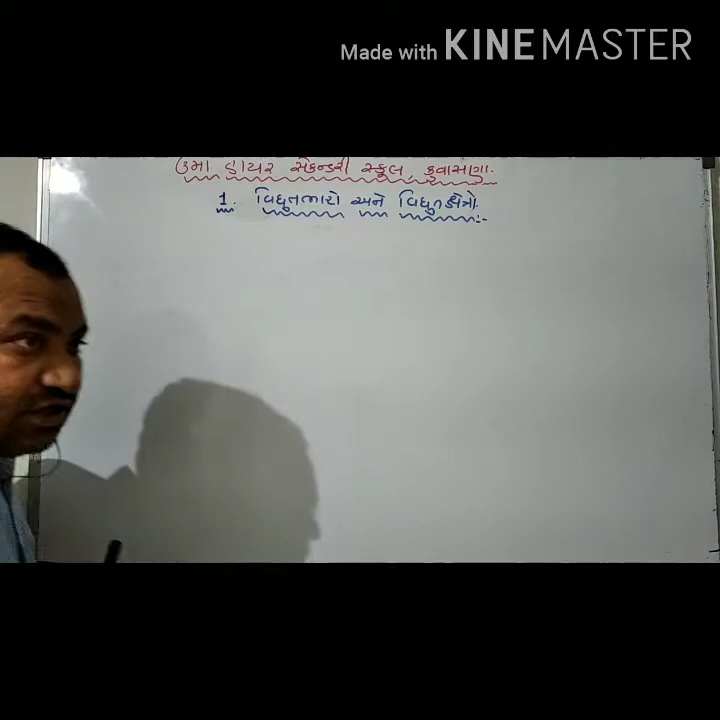 Made with KINEMASTER
ઉમા હાયર સેકન્ડરી સ્કૂલ, કુવાસણા.
1. વિદ્યુતભારો અને વિદ્યુતક્ષેત્રો :-